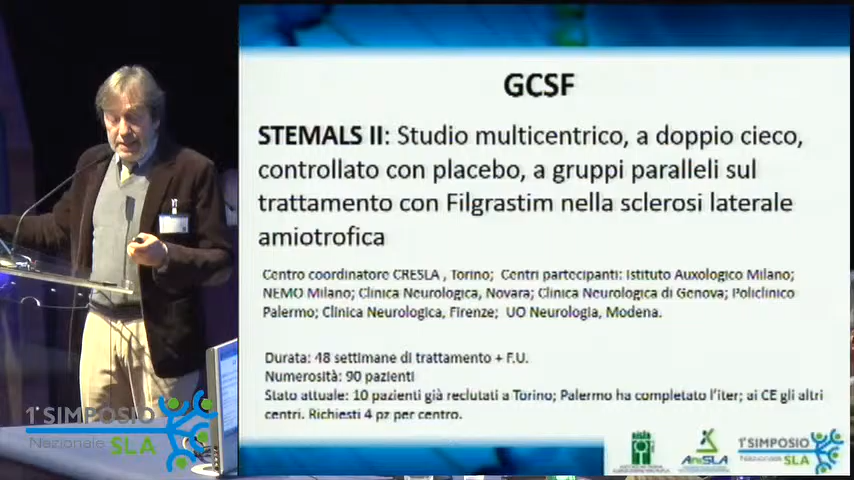 GCSF
STEMALS II: Studio multicentrico, a doppio cieco,
controllato con placebo, a gruppi paralleli sul
trattamento con Filgrastim nella sclerosi laterale
amiotrofica
Centro coordinatore CRESLA , Torino; Centri partecipanti: Istituto Auxologico Milano;
NEMO Milano; Clinica Neurologica, Novara; Clinica Neurologica di Genova; Policlinico
Palermo; Clinica Neurologica, Firenze; UO Neurologia, Modena.
Durata: 48 settimane di trattamento + F.U.
Numerosità: 90 pazienti
Stato attuale: 10 pazienti già reclutati a Torino; Palermo ha completato l'iter; ai CE gli altri
centri. Richiesti 4 pz per centro.
1° SIMPOSIO
Nazionale SLA
AriSLA
1° SIMPOSIO
Nazionale SLA